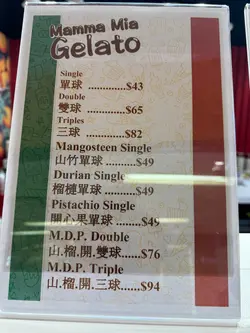 Mamma Mia
Gelato
Single
單球 ..............$43
Double
雙球 ...............$65
Triples
三球 ...............$82
Mangosteen Single
山竹單球...........$49
Durian Single
榴槤單球...........$49
Pistachio Single
開心果單球........$49
M.D.P. Double
山.榴.開.雙球......$76
M.D.P. Triple
山.榴.開.三球......$94